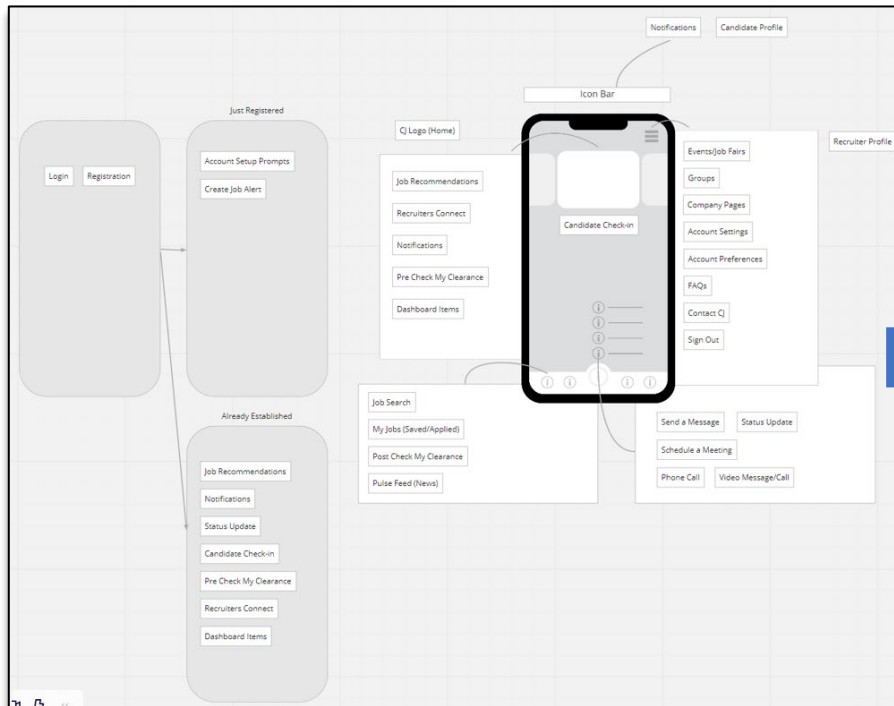 Notifications
Candidate Profile
Icon Bar
Just Registered
Account Setup Prompts
Create Job Alert
Login
Registration
CJ Logo (Home)
Job Recommendations
Recruiters Connect
Notifications
Pre Check My Clearance
Dashboard Items
Candidate Check-in
Events/Job Fairs
Groups
Company Pages
Account Settings
Account Preferences
FAQs
Contact CJ
Sign Out
Recruiter Profile
Already Established
Job Recommendations
Notifications
Status Update
Candidate Check-in
Pre Check My Clearance
Recruiters Connect
Dashboard Items
Job Search
My Jobs (Saved/Applied)
Post Check My Clearance
Pulse Feed (News)
Send a Message
Status Update
Schedule a Meeting
Phone Call
Video Message/Call